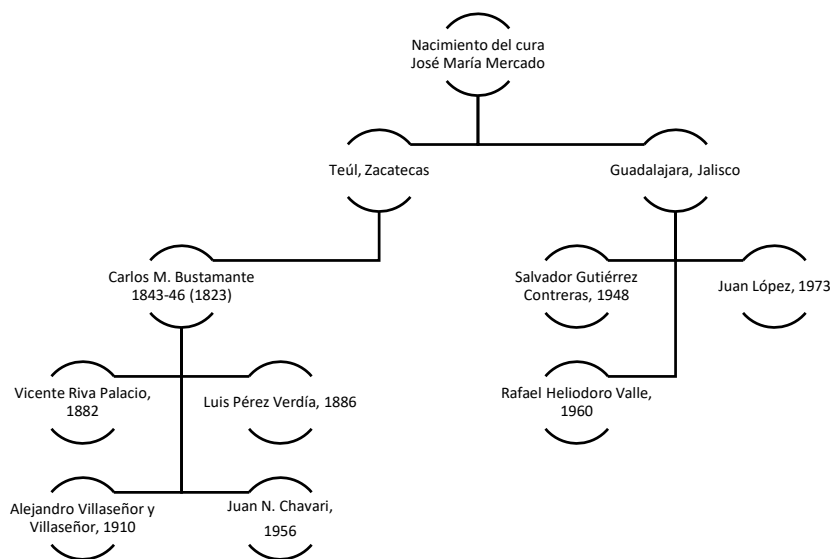 Nacimiento del cura
José María Mercado
Teúl, Zacatecas
Guadalajara, Jalisco
Carlos M. Bustamante
1843-46 (1823)
Salvador Gutiérrez
Contreras, 1948
Juan López, 1973
Vicente Riva Palacio,
1882
Luis Pérez Verdía, 1886
Rafael Heliodoro Valle,
1960
Alejandro Villaseñor y
Villaseñor, 1910
Juan N. Chavari,
1956